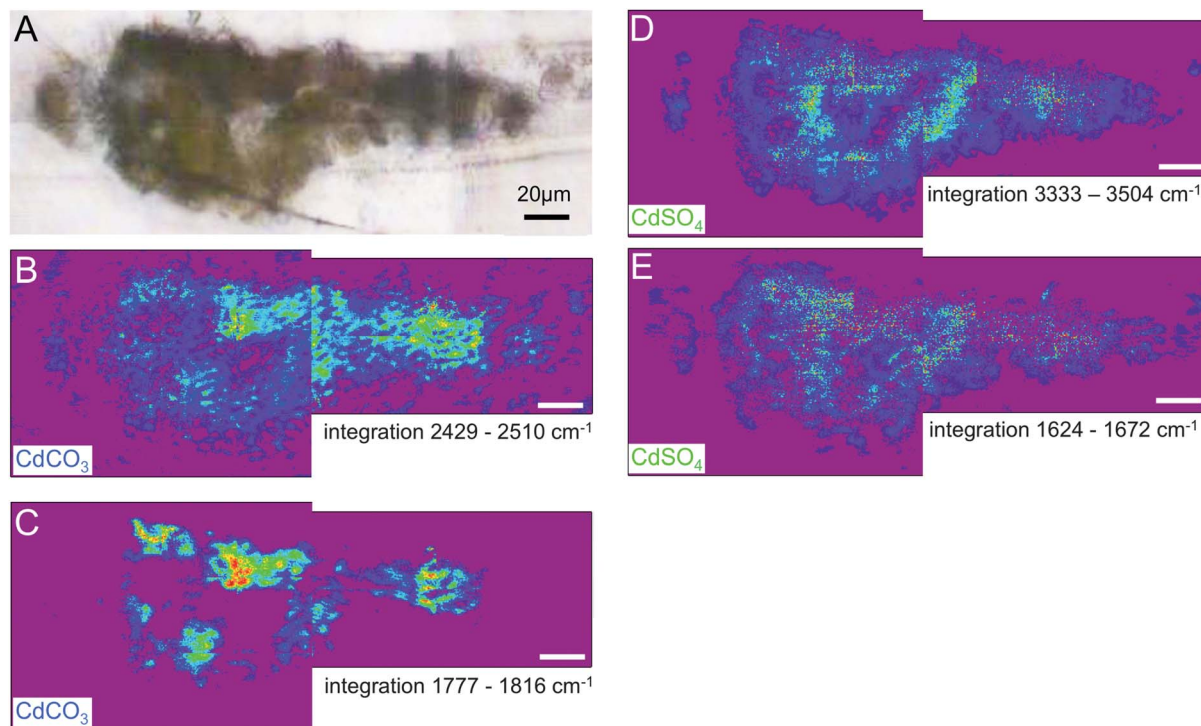 A
20µm
B
integration 2429 - 2510 cm⁻¹
CdCO₃
C
integration 1777 - 1816 cm⁻¹
CdCO₃
D
integration 3333 – 3504 cm⁻¹
CdSO₄
E
integration 1624 - 1672 cm⁻¹
CdSO₄